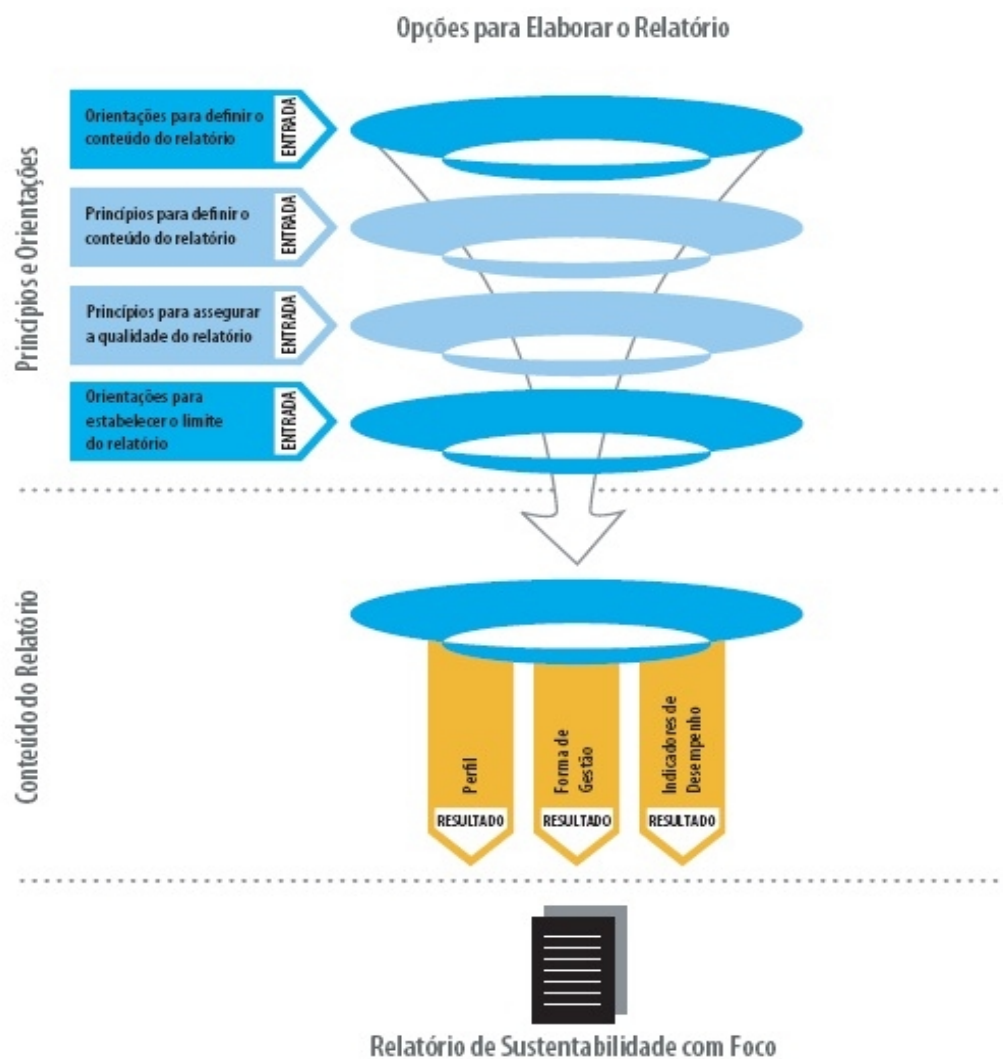 Opções para Elaborar o Relatório
Princípios e Orientações
Orientações para definir o
conteúdo do relatório
ENTRADA
Princípios para definir o
conteúdo do relatório
ENTRADA
Princípios para assegurar
a qualidade do relatório
ENTRADA
Orientações para
estabelecer o limite
do relatório
ENTRADA
Conteúdo do Relatório
Perfil
RESULTADO
Forma de
Gestão
RESULTADO
Indicadores de
Desempenho
RESULTADO
Relatório de Sustentabilidade com Foco